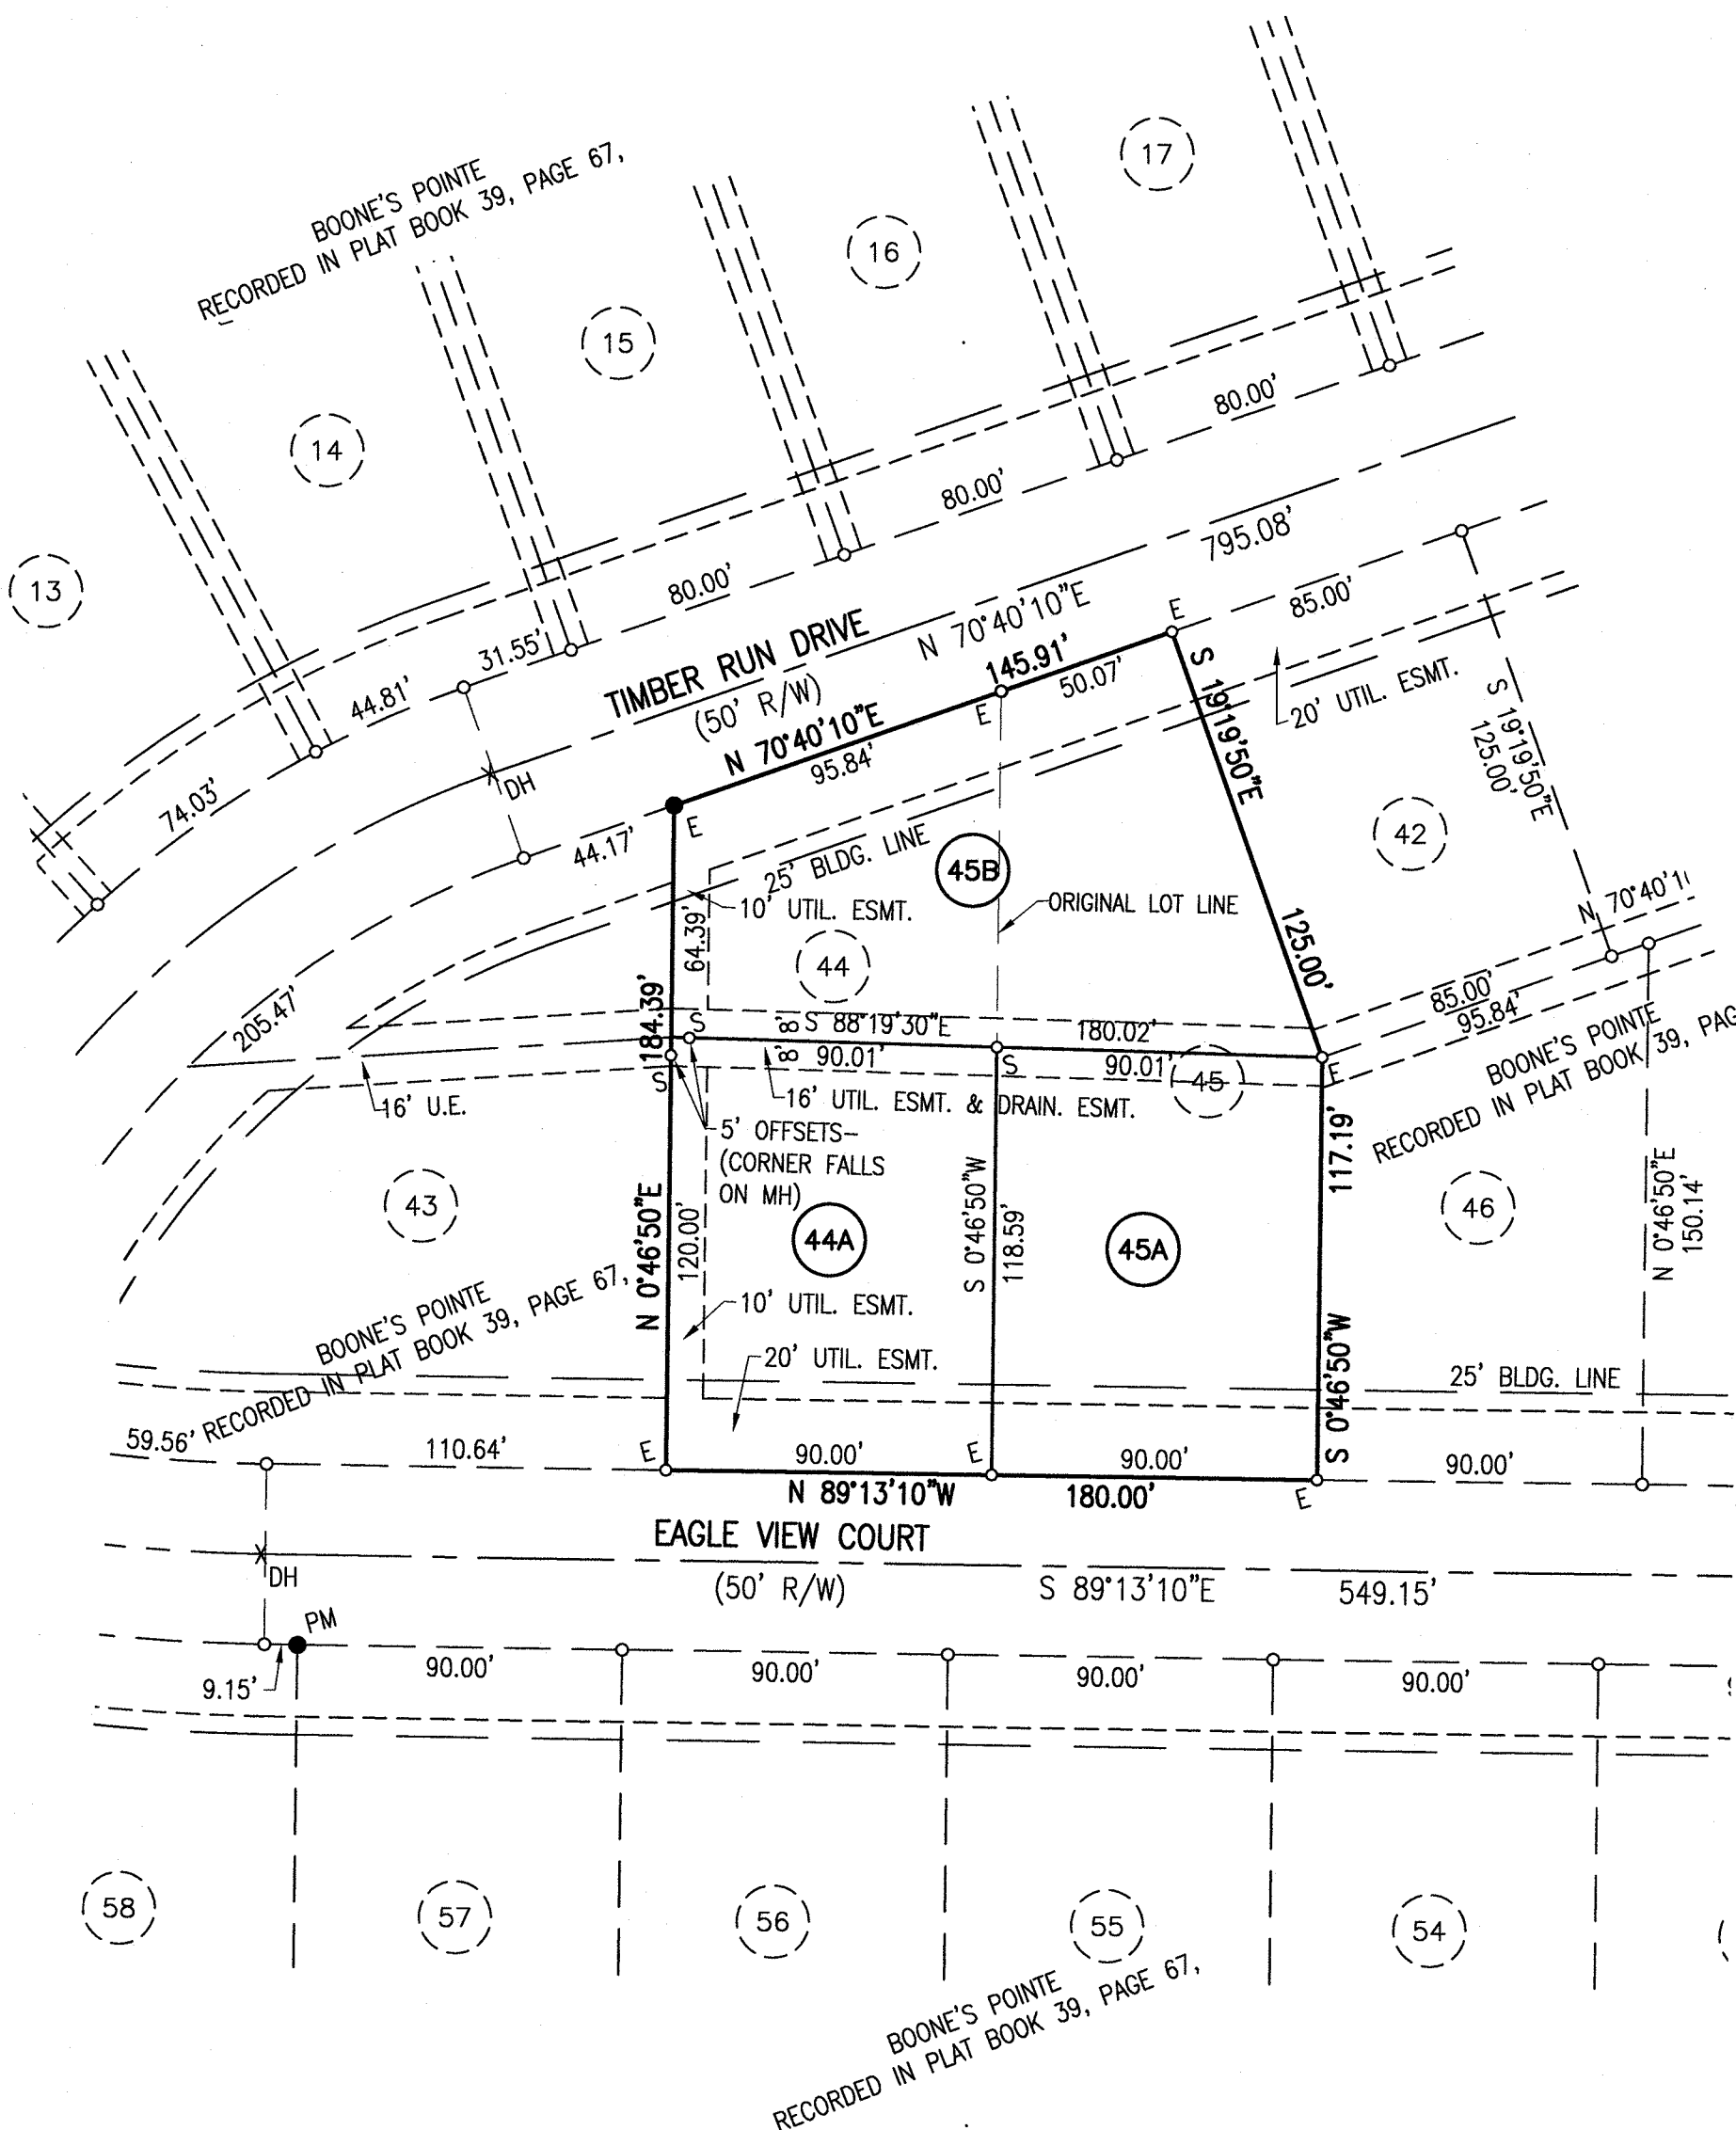 BOONE'S POINTE
RECORDED IN PLAT BOOK 39, PAGE 67,
17
16
15
14
13
80.00'
80.00'
80.00'
31.55'
44.81'
74.03'
795.08'
N 70°40'10"E
TIMBER RUN DRIVE
(50' R/W)
85.00'
E
145.91'
50.07'
E
N 70°40'10"E
95.84'
S 19°19'50"E
125.00'
20' UTIL. ESMT.
S 19°19'50"E
125.00'
DH
44.17'
E
25' BLDG. LINE
45B
42
10' UTIL. ESMT.
ORIGINAL LOT LINE
64.39'
44
184.39'
205.47'
S
8' S 88°19'30"E
180.02'
8' 90.01'
S
90.01'
45
E
85.00'
95.84'
16' U.E.
S
16' UTIL. ESMT. & DRAIN. ESMT.
5' OFFSETS-
(CORNER FALLS
ON MH)
BOONE'S POINTE
RECORDED IN PLAT BOOK 39, PAG
N 70°40'1
117.19'
43
N 0°46'50"E
120.00'
44A
S 0°46'50"W
118.59'
45A
46
N 0°46'50"E
150.14'
BOONE'S POINTE
RECORDED IN PLAT BOOK 39, PAGE 67,
10' UTIL. ESMT.
20' UTIL. ESMT.
S 0°46'50"W
25' BLDG. LINE
59.56'
110.64'
E
90.00'
E
90.00'
E
90.00'
N 89°13'10"W
180.00'
EAGLE VIEW COURT
(50' R/W)
S 89°13'10"E
549.15'
DH
PM
9.15'
90.00'
90.00'
90.00'
90.00'
58
57
56
55
54
BOONE'S POINTE
RECORDED IN PLAT BOOK 39, PAGE 67,